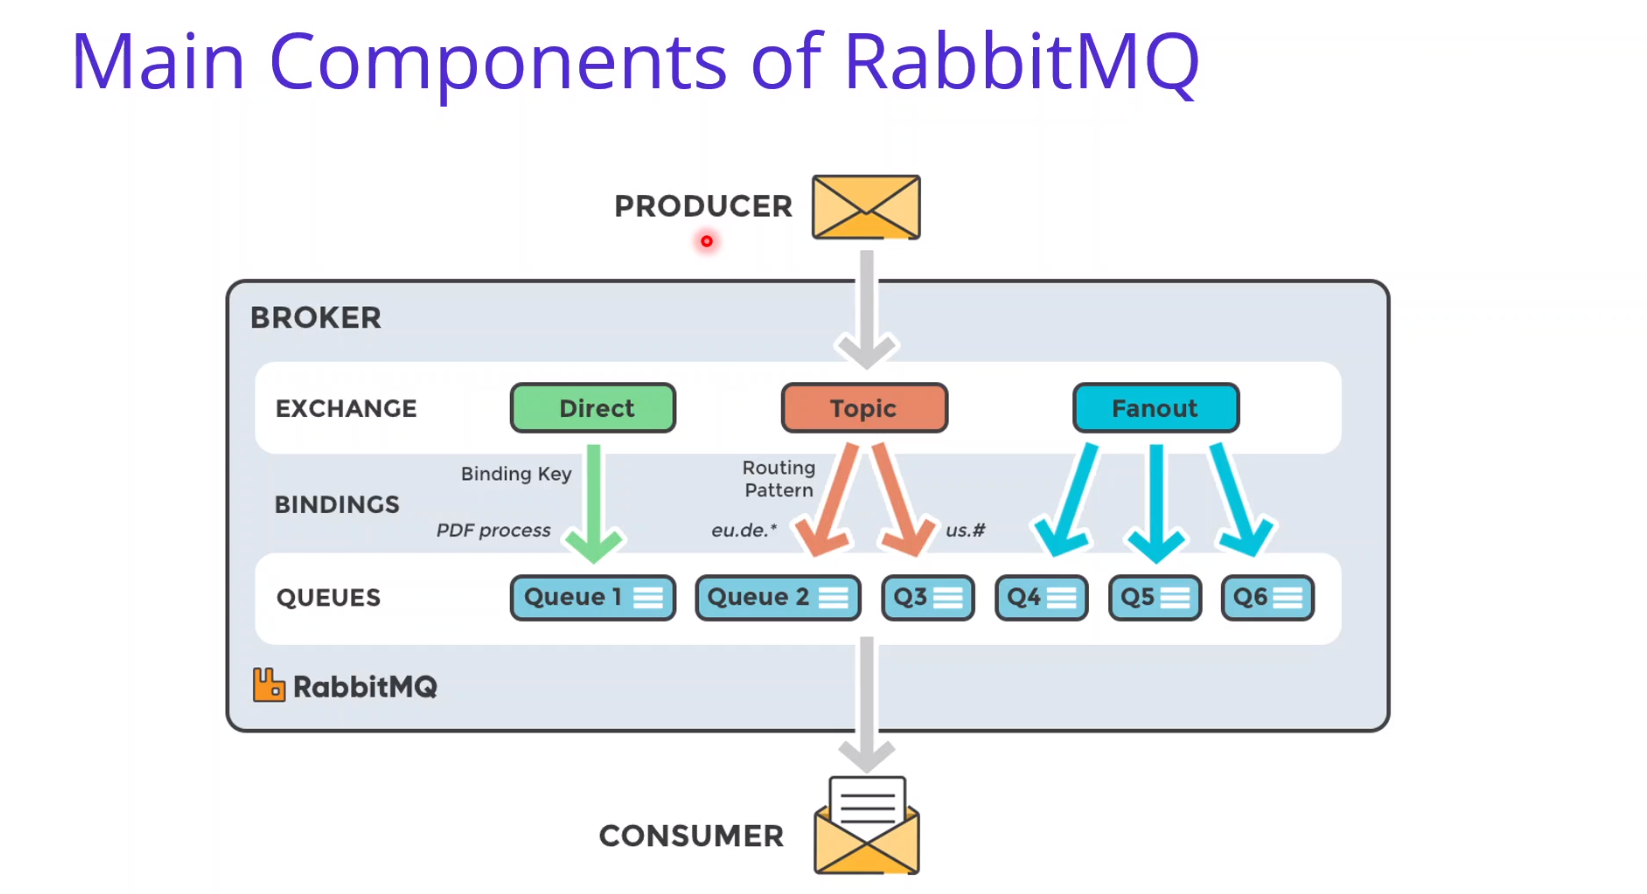 Main Components of RabbitMQ
PRODUCER
BROKER
EXCHANGE
Direct
Topic
Fanout
BINDINGS
Binding Key
PDF process
Routing
Pattern
eu.de.*
us.#
QUEUES
Queue 1
Queue 2
Q3
Q4
Q5
Q6
RabbitMQ
CONSUMER